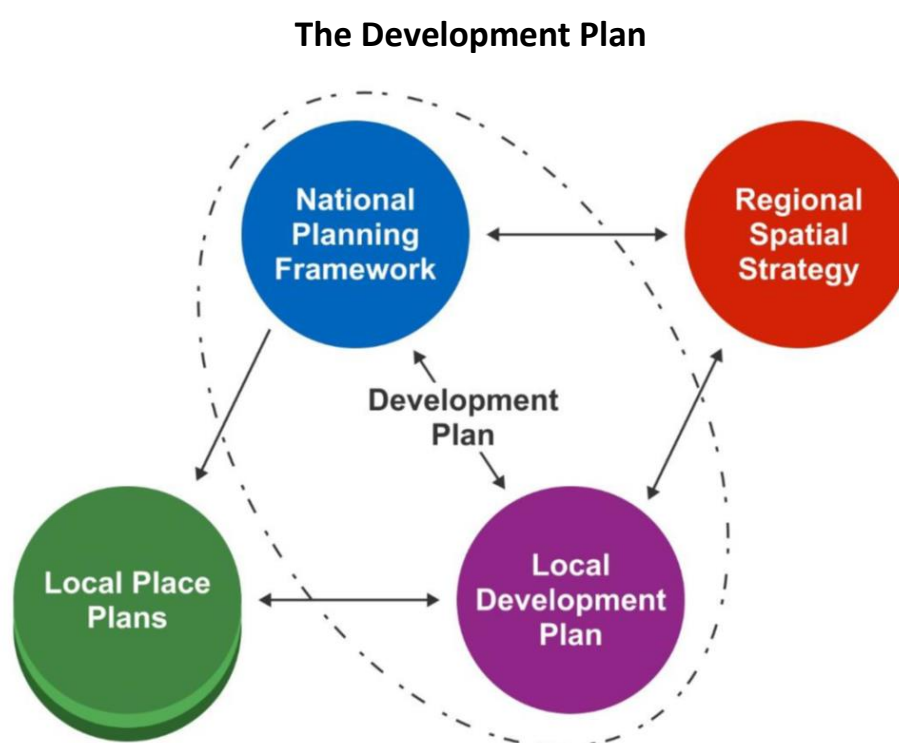 The Development Plan
National
Planning
Framework
Regional
Spatial
Strategy
Development
Plan
Local Place
Plans
Local
Development
Plan